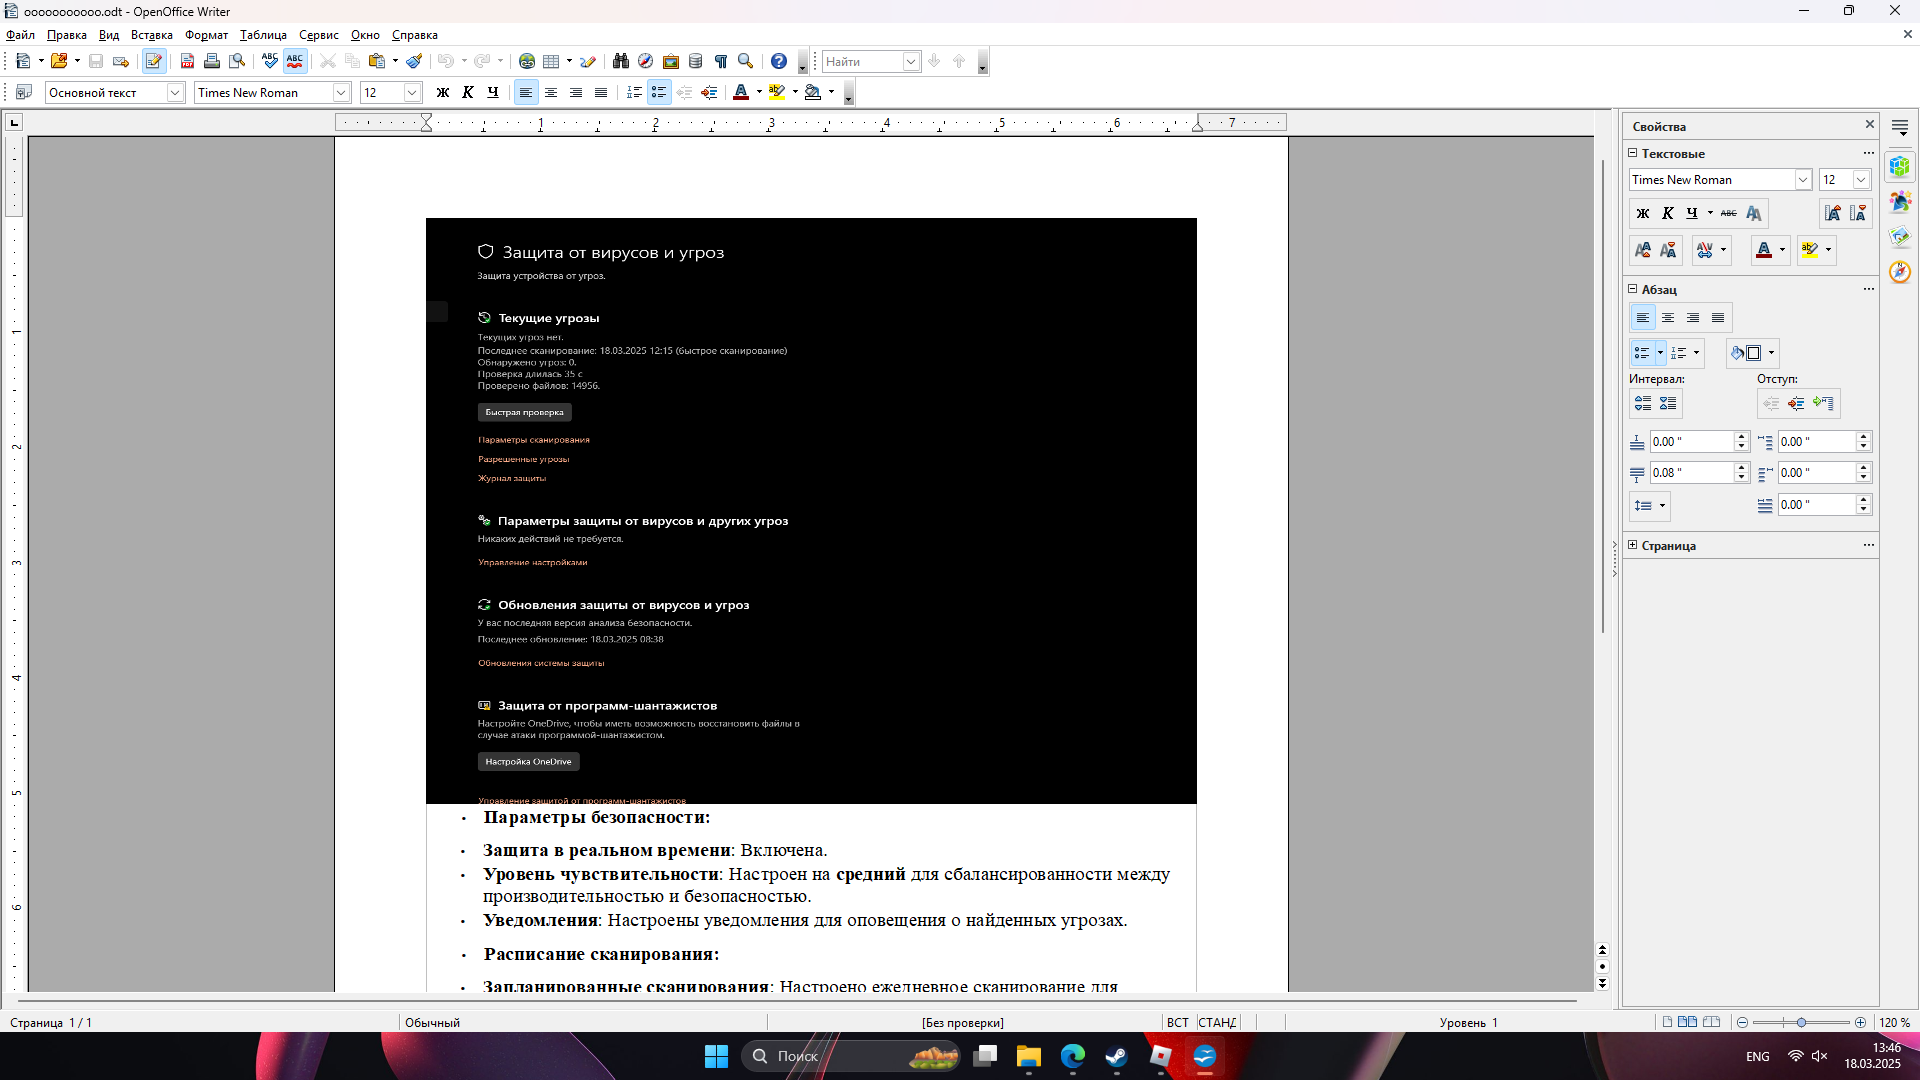 ooooooooooo.odt - OpenOffice Writer
Файл Правка Вид Вставка Формат Таблица Сервис Окно Справка
Найти
Основной текст Times New Roman 12 Ж К Ч
1 2 3 4 5 6 7
Свойства
Текстовые
Times New Roman 12
Ж К Ч ABC
Абзац
Интервал: Отступ:
0.00 " 0.00 "
0.08 " 0.00 "
0.00 "
Страница
1
2
3
4
5
6
Защита от вирусов и угроз
Защита устройства от угроз.
Текущие угрозы
Текущих угроз нет.
Последнее сканирование: 18.03.2025 12:15 (быстрое сканирование)
Обнаружено угроз: 0.
Проверка длилась 35 с
Проверено файлов: 14956.
Быстрая проверка
Параметры сканирования
Разрешенные угрозы
Журнал защиты
Параметры защиты от вирусов и других угроз
Никаких действий не требуется.
Управление настройками
Обновления защиты от вирусов и угроз
У вас последняя версия анализа безопасности.
Последнее обновление: 18.03.2025 08:38
Обновления системы защиты
Защита от программ-шантажистов
Настройте OneDrive, чтобы иметь возможность восстановить файлы в
случае атаки программой-шантажистом.
Настройка OneDrive
Управление защитой от программ-шантажистов
• Параметры безопасности:
• Защита в реальном времени: Включена.
• Уровень чувствительности: Настроен на средний для сбалансированности между
производительностью и безопасностью.
• Уведомления: Настроены уведомления для оповещения о найденных угрозах.
• Расписание сканирования:
• Запланированные сканирования: Настроено ежедневное сканирование для
Страница 1 / 1 Обычный [Без проверки] ВСТ СТАНД Уровень 1 120 %
Поиск
ENG
13:46
18.03.2025